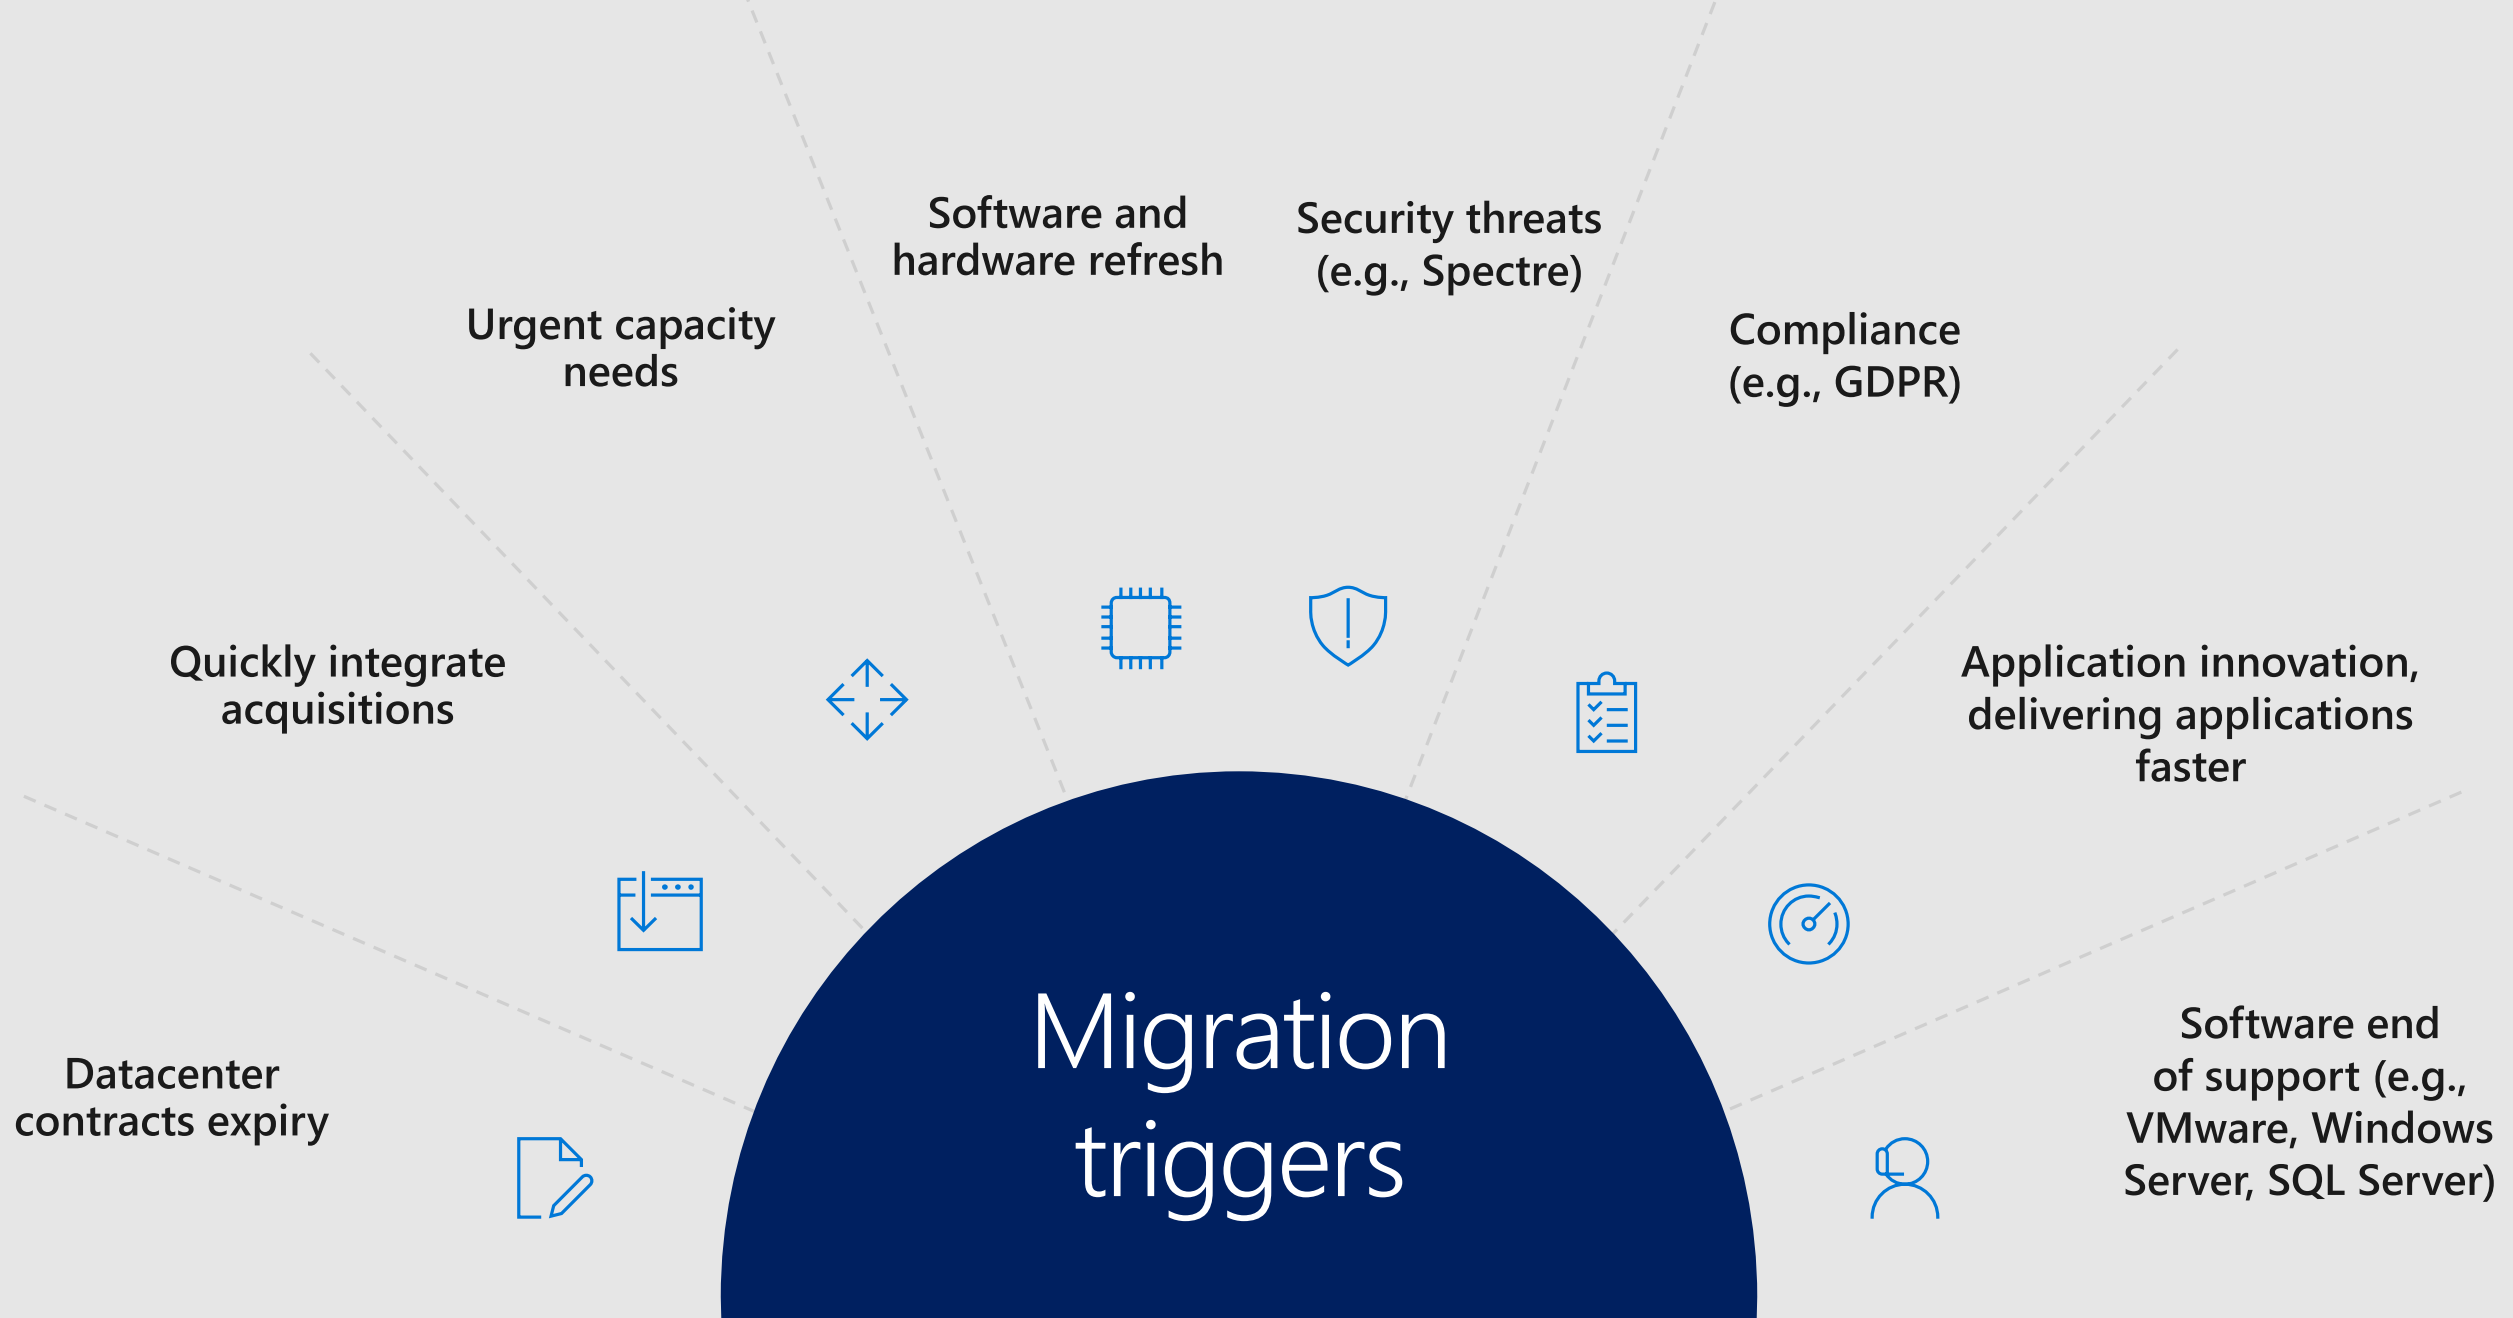 Software and
hardware refresh
Security threats
(e.g., Spectre)
Urgent capacity
needs
Compliance
(e.g., GDPR)
Quickly integrate
acquisitions
Application innovation,
delivering applications
faster
Datacenter
contracts expiry
Software end
of support (e.g.,
VMware, Windows
Server, SQL Server)
Migration
triggers